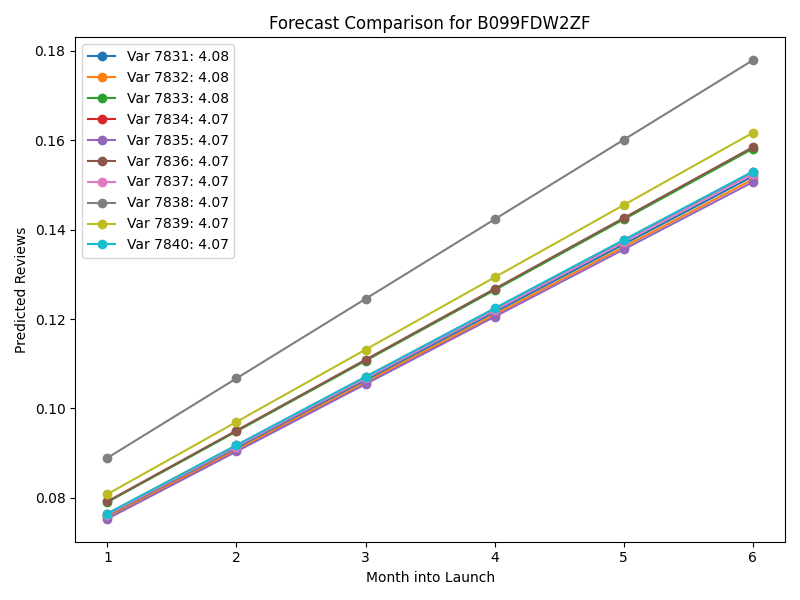 Forecast Comparison for B099FDW2ZF
Var 7831: 4.08
Var 7832: 4.08
Var 7833: 4.08
Var 7834: 4.07
Var 7835: 4.07
Var 7836: 4.07
Var 7837: 4.07
Var 7838: 4.07
Var 7839: 4.07
Var 7840: 4.07
0.18
0.16
0.14
0.12
0.10
0.08
Predicted Reviews
1 2 3 4 5 6
Month into Launch